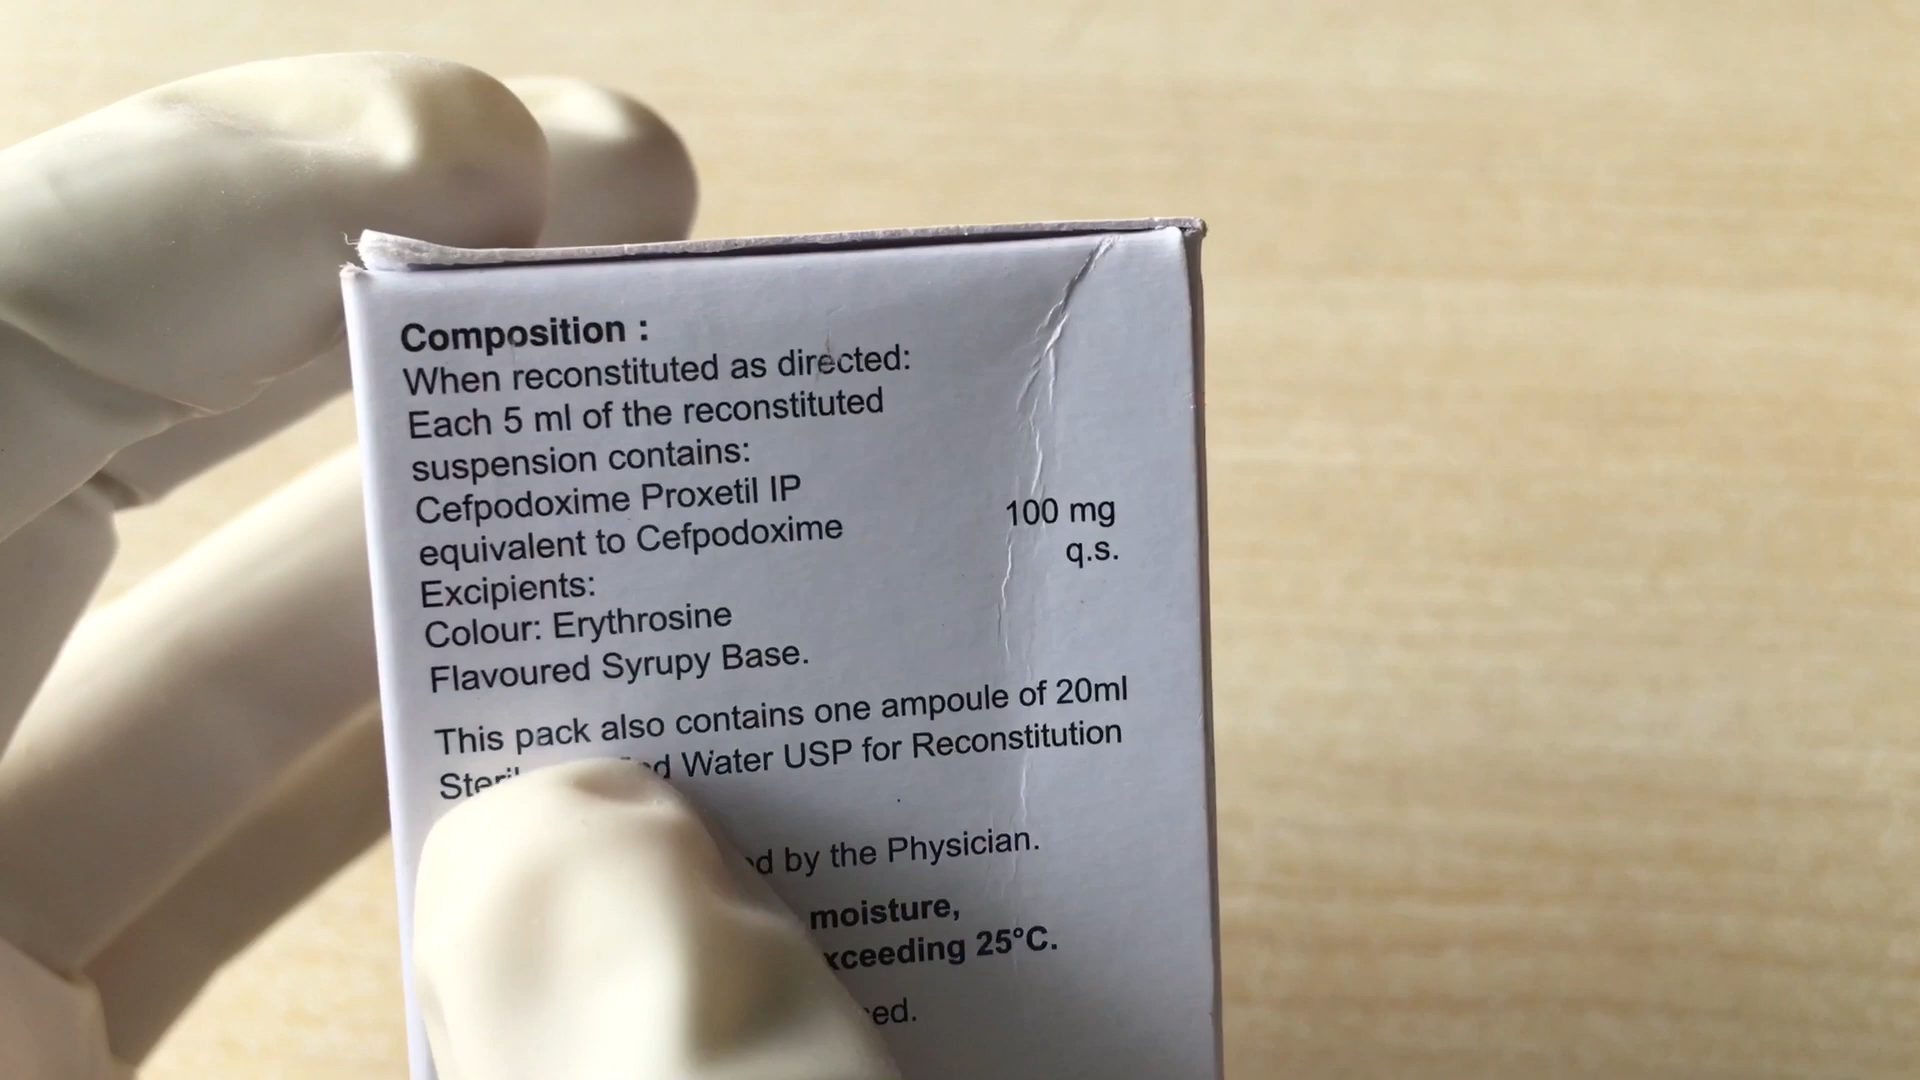 Composition :
When reconstituted as directed:
Each 5 ml of the reconstituted
suspension contains:
Cefpodoxime Proxetil IP
equivalent to Cefpodoxime 100 mg
Excipients: q.s.
Colour: Erythrosine
Flavoured Syrupy Base.
This pack also contains one ampoule of 20ml
Water USP for Reconstitution
by the Physician.
moisture,
25°C.